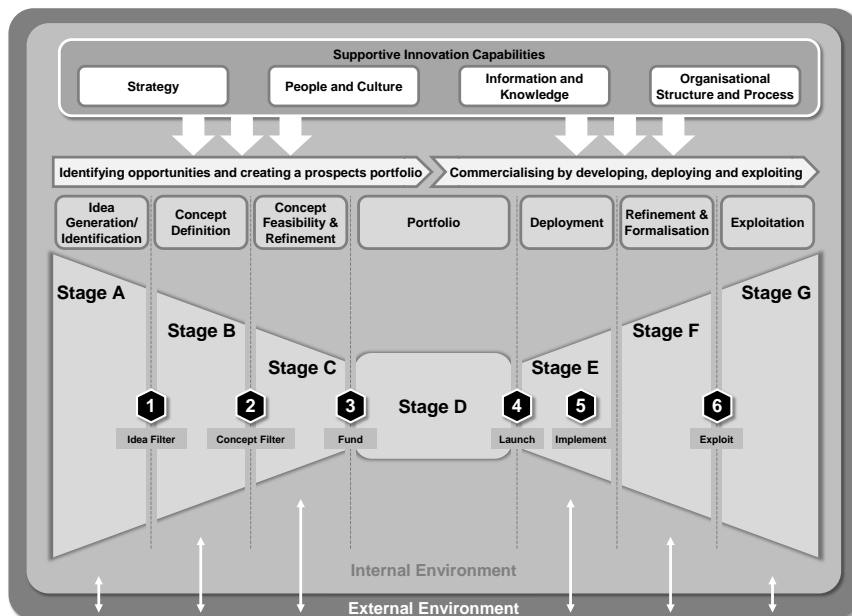 Supportive Innovation Capabilities
Strategy
People and Culture
Information and
Knowledge
Organisational
Structure and Process
Identifying opportunities and creating a prospects portfolio
Commercialising by developing, deploying and exploiting
Idea
Generation/
Identification
Concept
Definition
Concept
Feasibility &
Refinement
Portfolio
Deployment
Refinement &
Formalisation
Exploitation
Stage A
Stage B
Stage C
Stage D
Stage E
Stage F
Stage G
1
2
3
4
5
6
Idea Filter
Concept Filter
Fund
Launch
Implement
Exploit
Internal Environment
External Environment